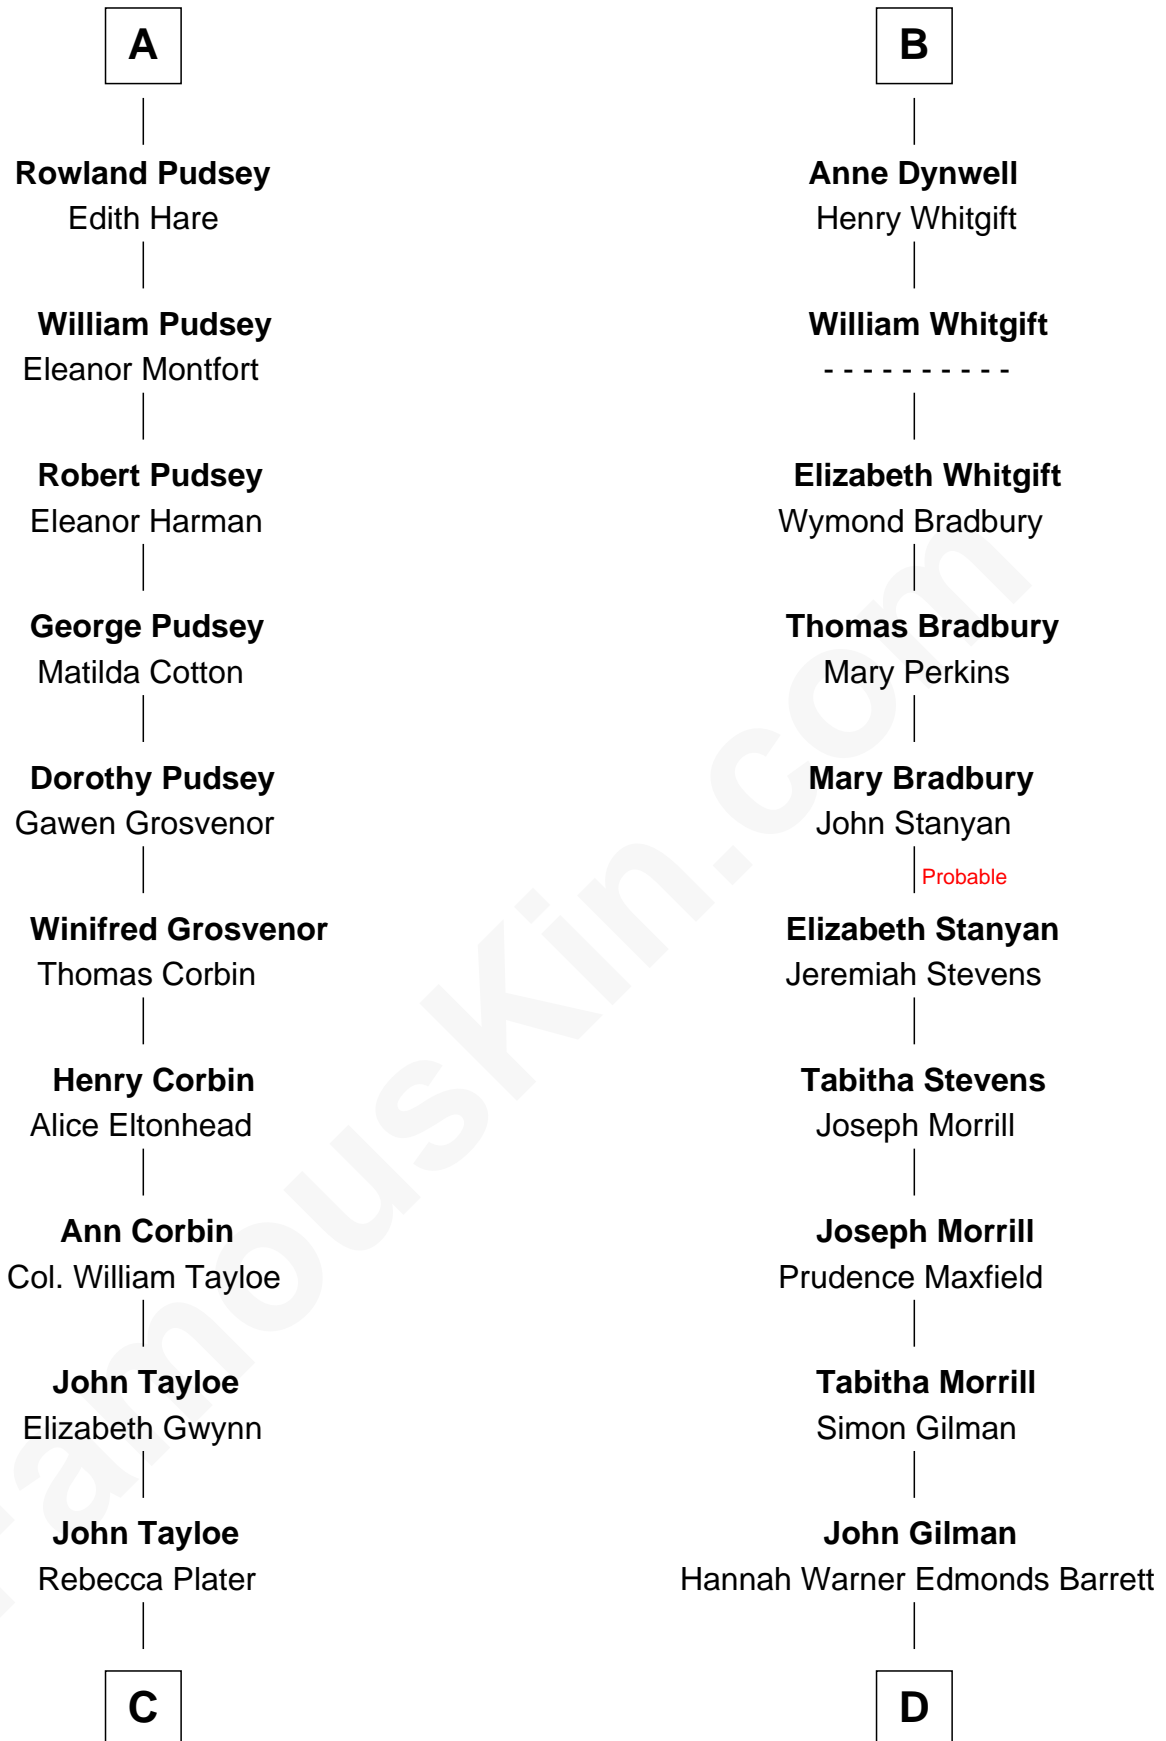 A
Rowland Pudsey
Edith Hare
William Pudsey
Eleanor Montfort
Robert Pudsey
Eleanor Harman
George Pudsey
Matilda Cotton
Dorothy Pudsey
Gawen Grosvenor
Winifred Grosvenor
Thomas Corbin
Henry Corbin
Alice Eltonhead
Ann Corbin
Col. William Tayloe
John Tayloe
Elizabeth Gwynn
John Tayloe
Rebecca Plater
C
B
Anne Dynwell
Henry Whitgift
William Whitgift
- - - - - - - - - -
Elizabeth Whitgift
Wymond Bradbury
Thomas Bradbury
Mary Perkins
Mary Bradbury
John Stanyan
Probable
Elizabeth Stanyan
Jeremiah Stevens
Tabitha Stevens
Joseph Morrill
Joseph Morrill
Prudence Maxfield
Tabitha Morrill
Simon Gilman
John Gilman
Hannah Warner Edmonds Barrett
D
FamousKin.com